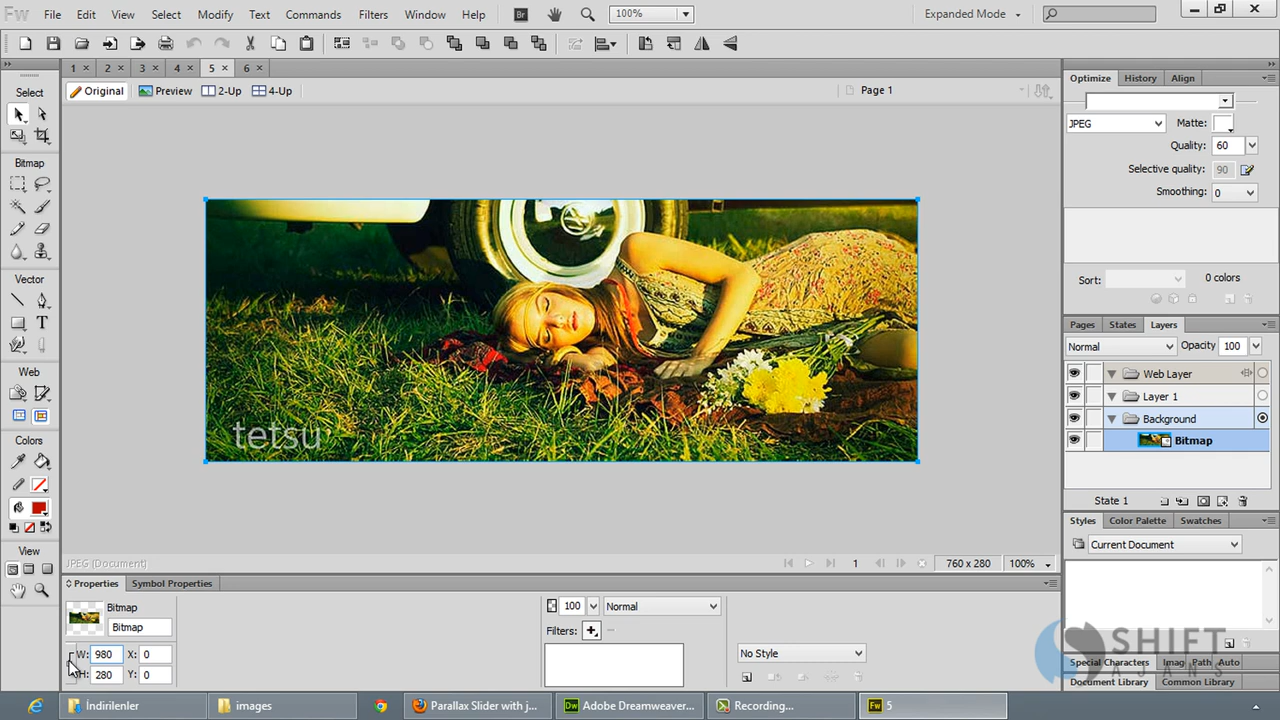 Fw File Edit View Select Modify Text Commands Filters Window Help Br 100% Expanded Mode
1 2 3 4 5 6
Original Preview 2-Up 4-Up Page 1
Select
Bitmap
Vector
Web
Colors
View
Optimize History Align
JPEG Matte:
Quality: 60
Selective quality: 90
Smoothing: 0
Sort: 0 colors
Pages States Layers
Normal Opacity 100
Web Layer
Layer 1
Background
Bitmap
State 1
Styles Color Palette Swatches
Current Document
tetsu
JPEG (Document) 1 760 x 280 100%
Properties Symbol Properties
Bitmap
Bitmap
W: 980 X: 0
H: 280 Y: 0
100 Normal
Filters:
No Style
SHIFT
AJANS
Special Characters Imag Path Auto
Document Library Common Library
İndirilenler images Parallax Slider with j... Adobe Dreamweaver... Recording... Fw 5